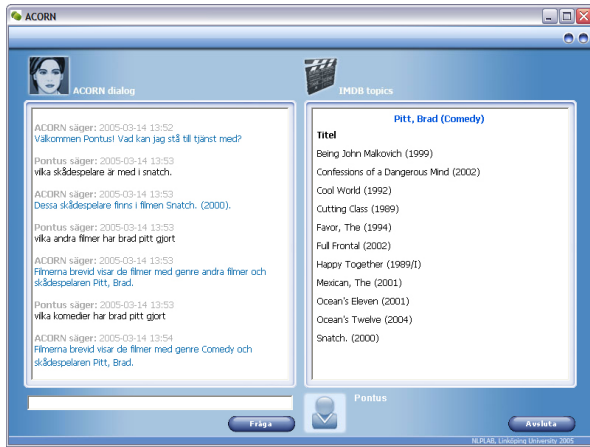 ACORN
ACORN dialog
ACORN säger: 2005-03-14 13:52
Välkommen Pontus! Vad kan jag stå till tjänst med?
Pontus säger: 2005-03-14 13:53
vilka skådespelare är med i snatch.
ACORN säger: 2005-03-14 13:53
Dessa skådespelare finns i filmen Snatch. (2000).
Pontus säger: 2005-03-14 13:53
vilka andra filmer har brad pitt gjort
ACORN säger: 2005-03-14 13:53
Filmerna brevid visar de filmer med genre andra filmer och
skådespelaren Pitt, Brad.
Pontus säger: 2005-03-14 13:53
vilka komedier har brad pitt gjort
ACORN säger: 2005-03-14 13:54
Filmerna brevid visar de filmer med genre Comedy och
skådespelaren Pitt, Brad.
Fråga
IMDB topics
Pitt, Brad (Comedy)
Titel
Being John Malkovich (1999)
Confessions of a Dangerous Mind (2002)
Cool World (1992)
Cutting Class (1989)
Favor, The (1994)
Full Frontal (2002)
Happy Together (1989/I)
Mexican, The (2001)
Ocean's Eleven (2001)
Ocean's Twelve (2004)
Snatch. (2000)
Pontus
Avsluta
NLPLAB, Linköping University 2005